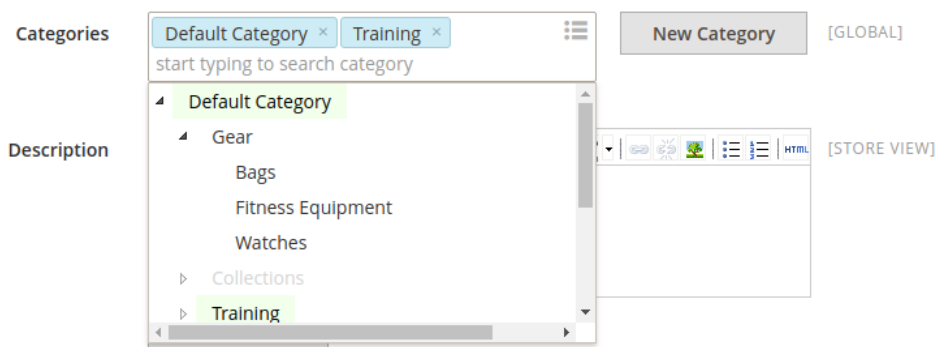 Categories
Default Category × Training ×
New Category
[GLOBAL]
start typing to search category
Default Category
Gear
Description
HTML
[STORE VIEW]
Bags
Fitness Equipment
Watches
Collections
Training